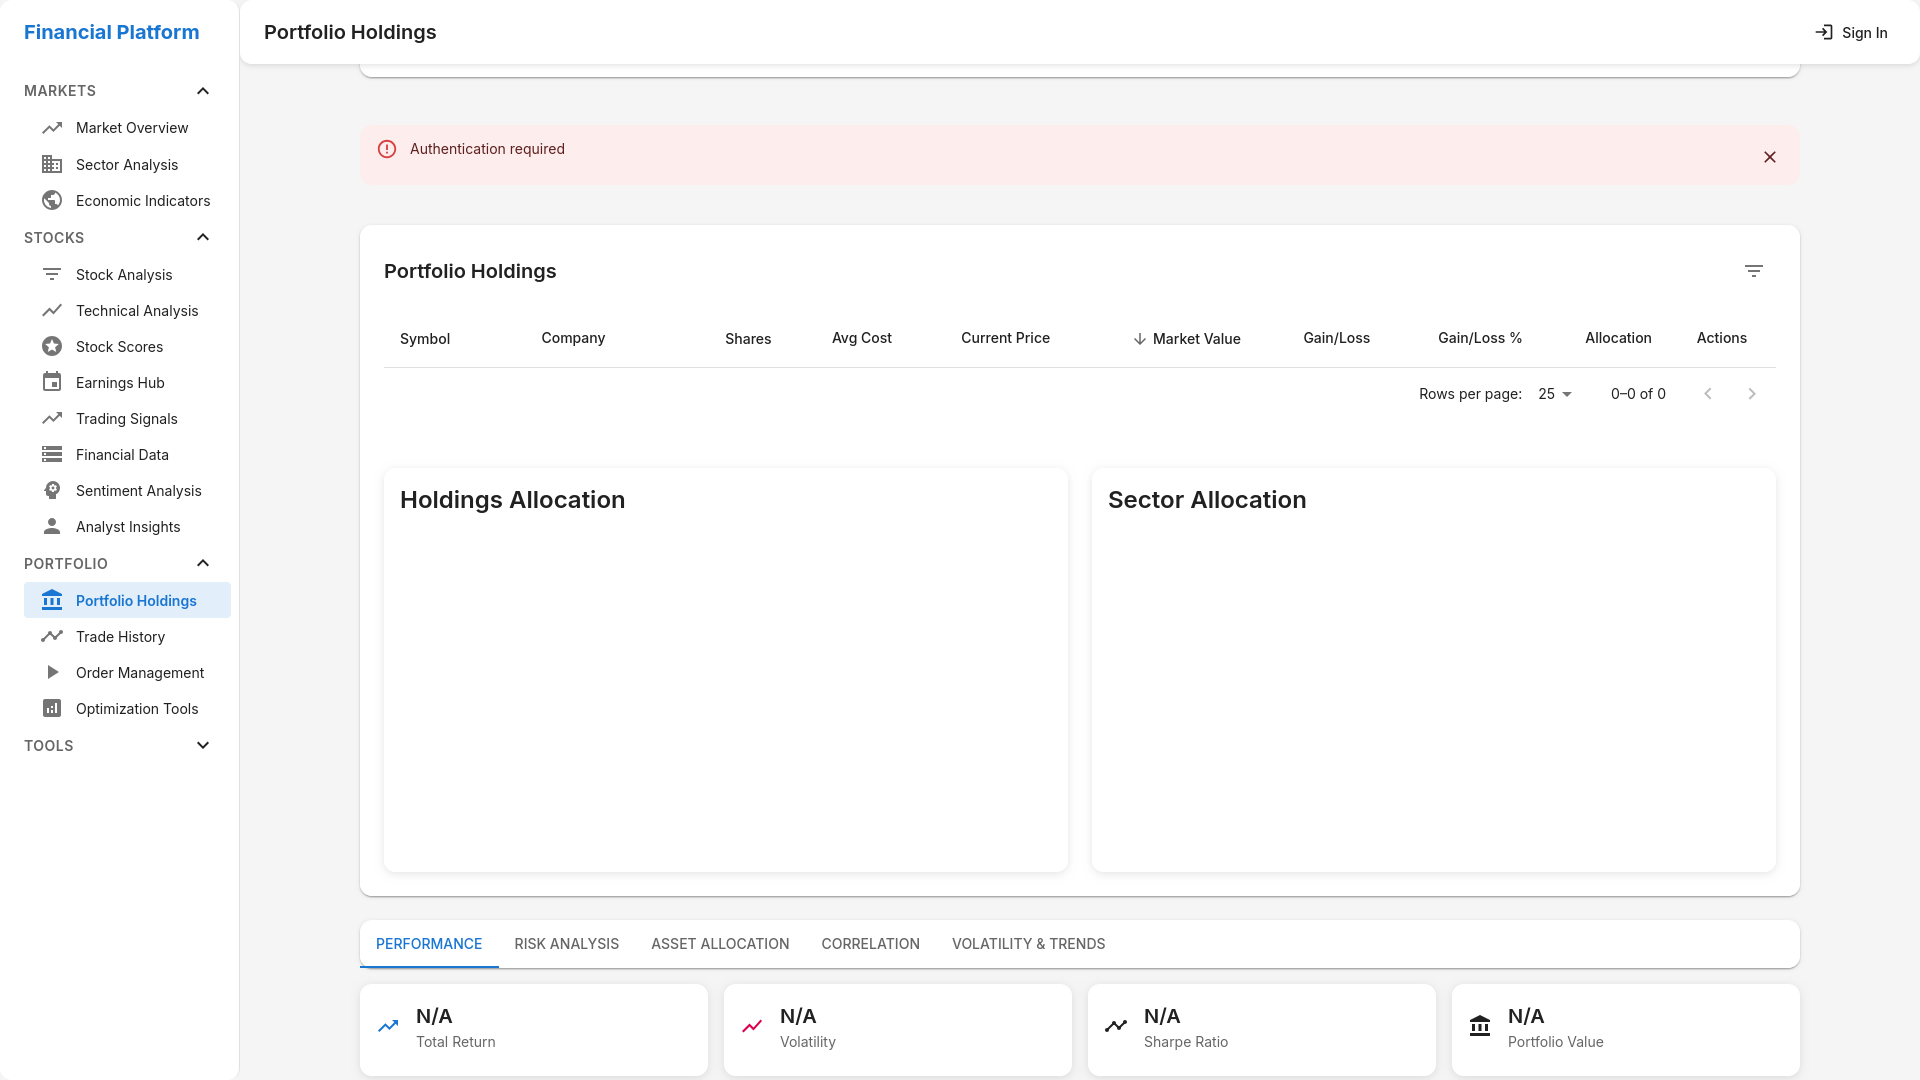 Financial Platform
MARKETS
Market Overview
Sector Analysis
Economic Indicators
STOCKS
Stock Analysis
Technical Analysis
Stock Scores
Earnings Hub
Trading Signals
Financial Data
Sentiment Analysis
Analyst Insights
PORTFOLIO
Portfolio Holdings
Trade History
Order Management
Optimization Tools
TOOLS
Portfolio Holdings
Sign In
Authentication required
Portfolio Holdings
Symbol Company Shares Avg Cost Current Price Market Value Gain/Loss Gain/Loss % Allocation Actions
Rows per page: 25 0–0 of 0
Holdings Allocation
Sector Allocation
PERFORMANCE RISK ANALYSIS ASSET ALLOCATION CORRELATION VOLATILITY & TRENDS
N/A
Total Return
N/A
Volatility
N/A
Sharpe Ratio
N/A
Portfolio Value